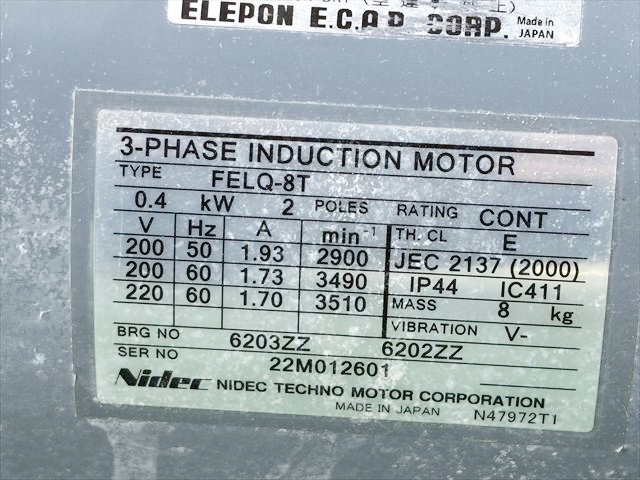 ELEPON E.C.A.P. CORP. Made in JAPAN
3-PHASE INDUCTION MOTOR
TYPE FELQ-8T
0.4 kW 2 POLES RATING CONT
V Hz A min-1 TH. CL E
200 50 1.93 2900 JEC 2137 (2000)
200 60 1.73 3490 IP44 IC411
220 60 1.70 3510 MASS 8 kg
VIBRATION V-
BRG NO 6203ZZ 6202ZZ
SER NO 22M012601
Nidec NIDEC TECHNO MOTOR CORPORATION
MADE IN JAPAN N47972T1